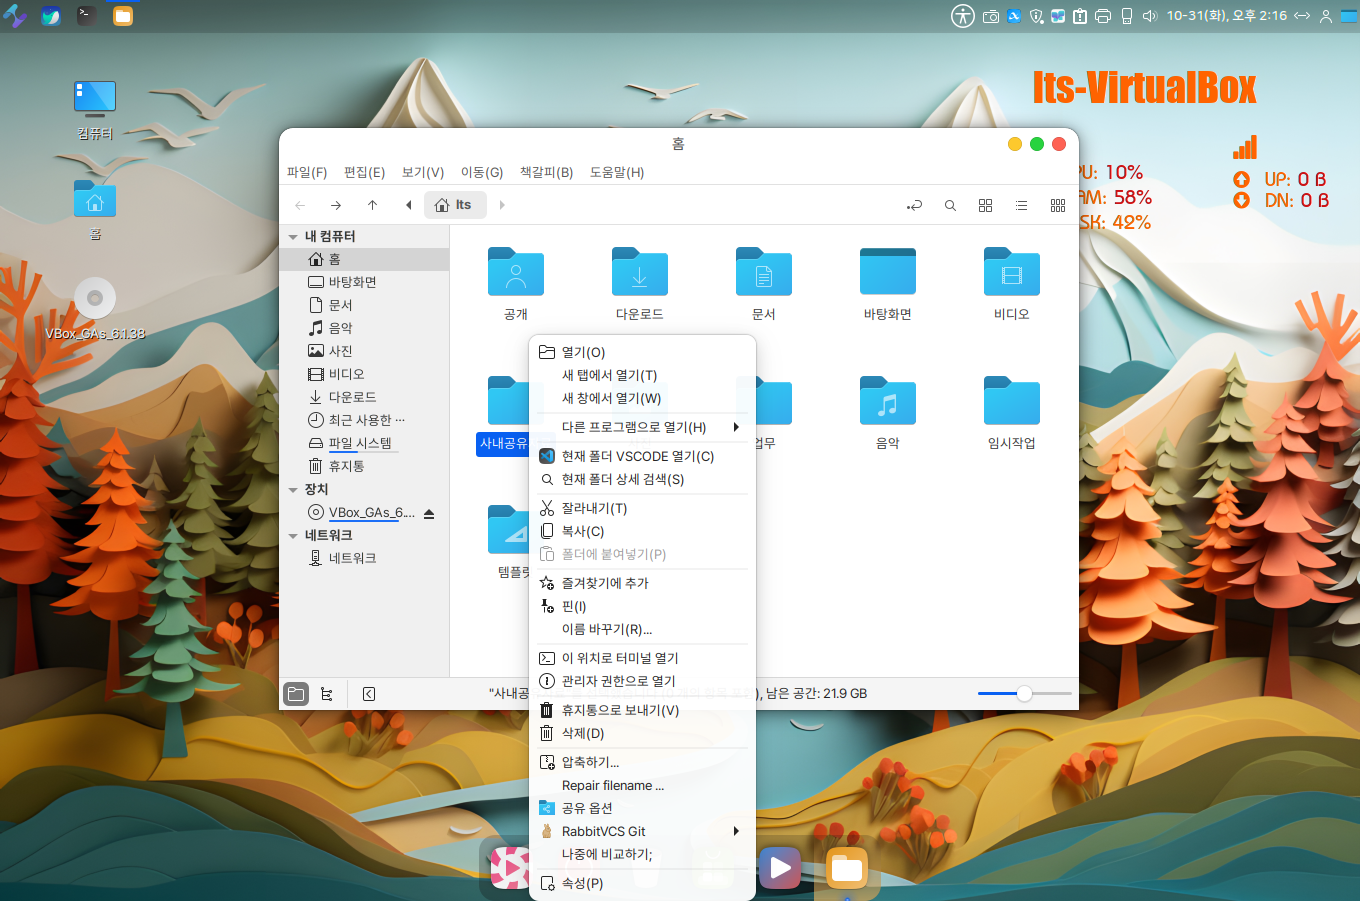 10-31(화), 오후 2:16
컴퓨터
홈
VBox_GAs_6.1.38
lts-VirtualBox
10%
58%
42%
UP: 0 B
DN: 0 B
홈
파일(F) 편집(E) 보기(V) 이동(G) 책갈피(B) 도움말(H)
lts
내 컴퓨터
홈
바탕화면
문서
음악
사진
비디오
다운로드
최근 사용한 ···
파일 시스템
휴지통
장치
VBox_GAs_6....
네트워크
네트워크
공개 다운로드 문서 바탕화면 비디오
사내공유 업무 음악 임시작업
템플릿
열기(O)
새 탭에서 열기(T)
새 창에서 열기(W)
다른 프로그램으로 열기(H)
현재 폴더 VSCODE 열기(C)
현재 폴더 상세 검색(S)
잘라내기(T)
복사(C)
폴더에 붙여넣기(P)
즐겨찾기에 추가
핀(I)
이름 바꾸기(R)...
이 위치로 터미널 열기
관리자 권한으로 열기
휴지통으로 보내기(V)
삭제(D)
압축하기...
Repair filename ...
공유 옵션
RabbitVCS Git
나중에 비교하기;
속성(P)
"사내공 ), 남은 공간: 21.9 GB